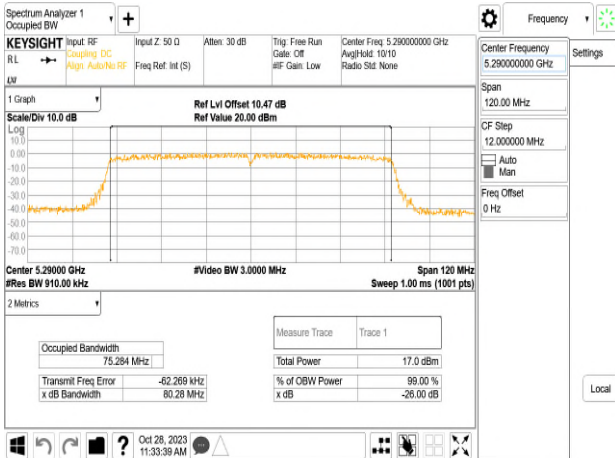 Spectrum Analyzer 1
Occupied BW
+
Frequency
KEYSIGHT
RL
Input: RF
Coupling: DC
Align: Auto/No RF
Input Z: 50 Ω
Freq Ref: Int (S)
Atten: 30 dB
Trig: Free Run
Gate: Off
#IF Gain: Low
Center Freq: 5.290000000 GHz
Avg|Hold: 10/10
Radio Std: None
LXI
Center Frequency
5.290000000 GHz
Settings
Span
120.00 MHz
CF Step
12.000000 MHz
Auto
Man
Freq Offset
0 Hz
Local
1 Graph
Scale/Div 10.0 dB
Ref Lvl Offset 10.47 dB
Ref Value 20.00 dBm
Log
10.0
0.00
-10.0
-20.0
-30.0
-40.0
-50.0
-60.0
-70.0
Center 5.29000 GHz
#Res BW 910.00 kHz
#Video BW 3.0000 MHz
Span 120 MHz
Sweep 1.00 ms (1001 pts)
2 Metrics
Measure Trace Trace 1
Occupied Bandwidth
75.284 MHz
Total Power 17.0 dBm
Transmit Freq Error -62.269 kHz
% of OBW Power 99.00 %
x dB Bandwidth 80.28 MHz
x dB -26.00 dB
?
Oct 28, 2023
11:33:39 AM